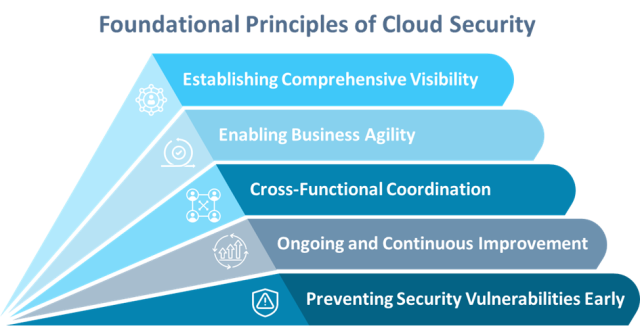 Foundational Principles of Cloud Security
Establishing Comprehensive Visibility
Enabling Business Agility
Cross-Functional Coordination
Ongoing and Continuous Improvement
Preventing Security Vulnerabilities Early